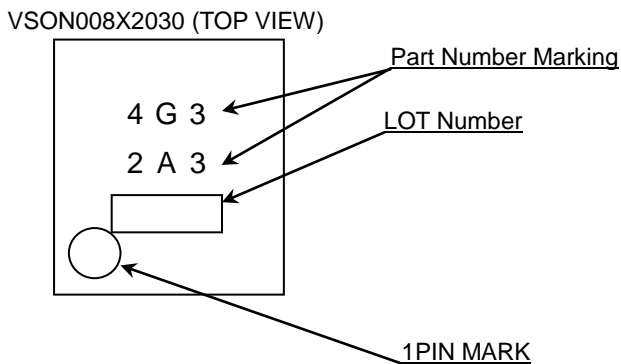 VSON008X2030 (TOP VIEW)
Part Number Marking
4 G 3
LOT Number
2 A 3
1PIN MARK